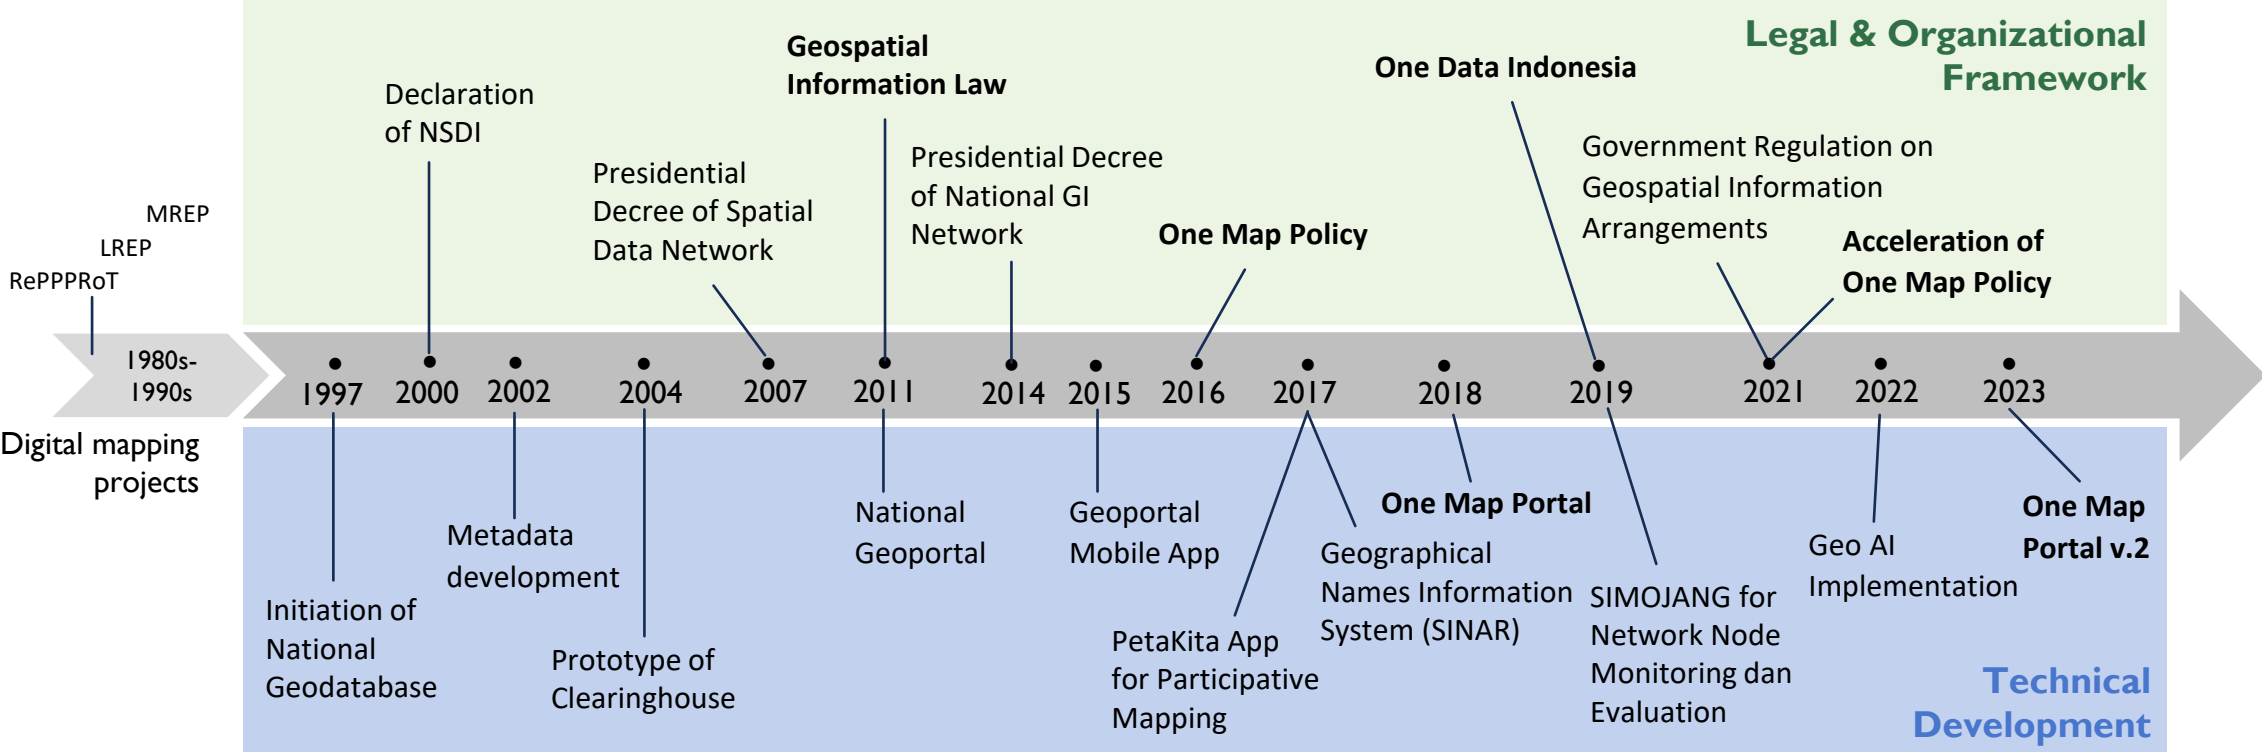 Legal & Organizational
Framework
Geospatial
Information Law
One Data Indonesia
Declaration
of NSDI
Presidential
Decree of Spatial
Data Network
Presidential Decree
of National GI
Network
One Map Policy
Government Regulation on
Geospatial Information
Arrangements
Acceleration of
One Map Policy
MREP
LREP
RePPPRoT
1980s-
1990s
1997
2000
2002
2004
2007
2011
2014
2015
2016
2017
2018
2019
2021
2022
2023
Digital mapping
projects
Initiation of
National
Geodatabase
Metadata
development
Prototype of
Clearinghouse
National
Geoportal
Geoportal
Mobile App
PetaKita App
for Participative
Mapping
Geographical
Names Information
System (SINAR)
One Map Portal
SIMOJANG for
Network Node
Monitoring dan
Evaluation
Geo AI
Implementation
One Map
Portal v.2
Technical
Development